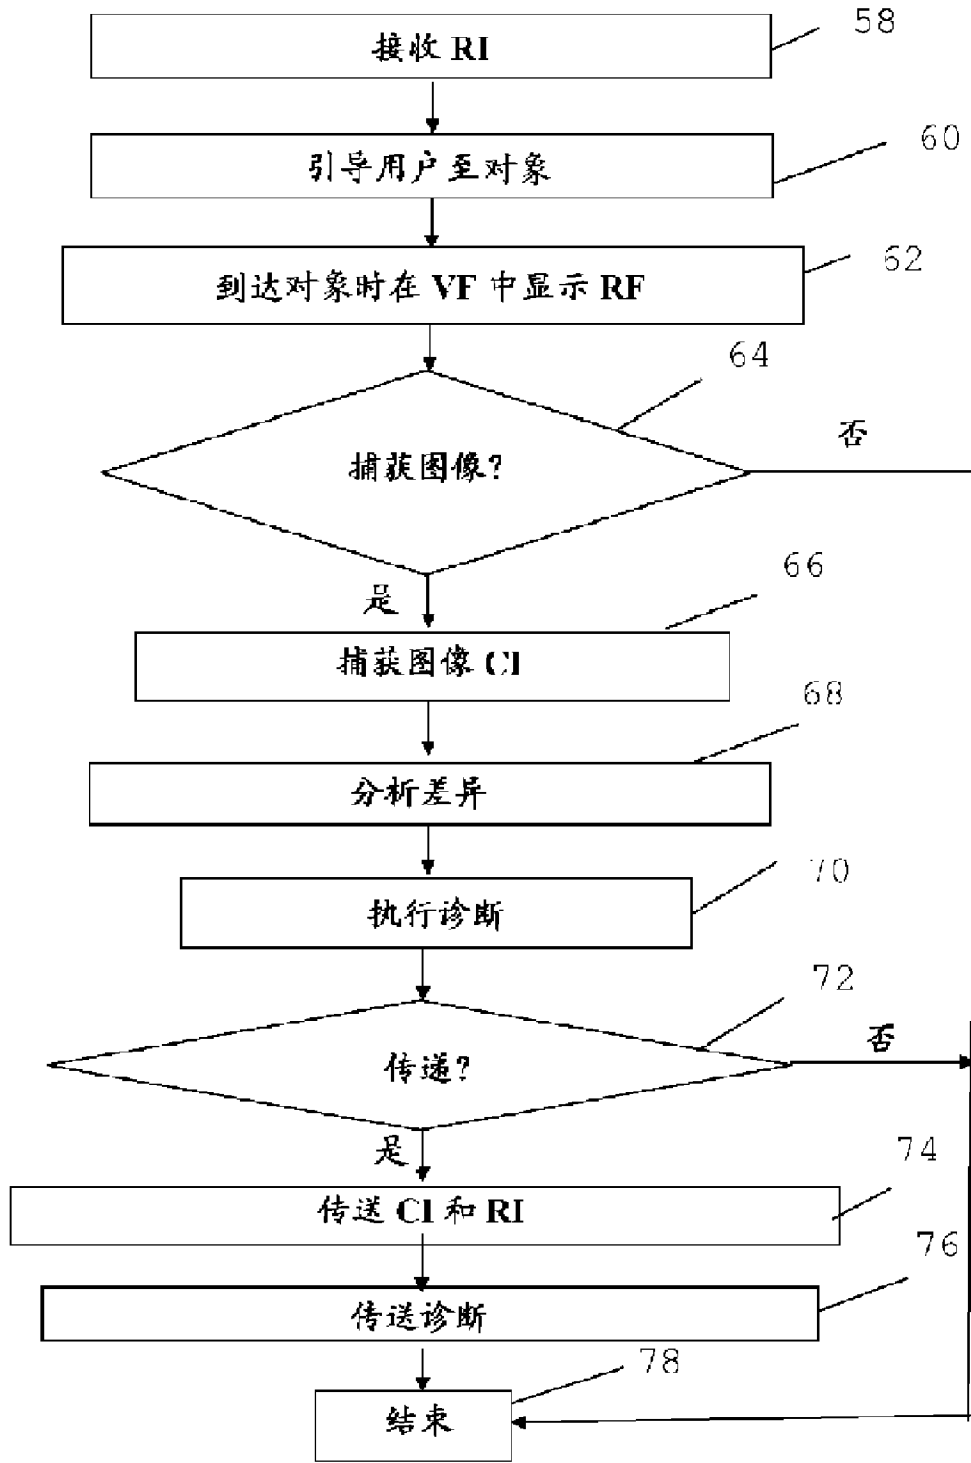 58
接收 RI
60
引导用户至对象
62
到达对象时在 VF 中显示 RF
64
否
捕获图像?
66
是
捕获图像 CI
68
分析差异
70
执行诊断
72
否
传递?
是
74
传送 CI 和 RI
76
传送诊断
78
结束